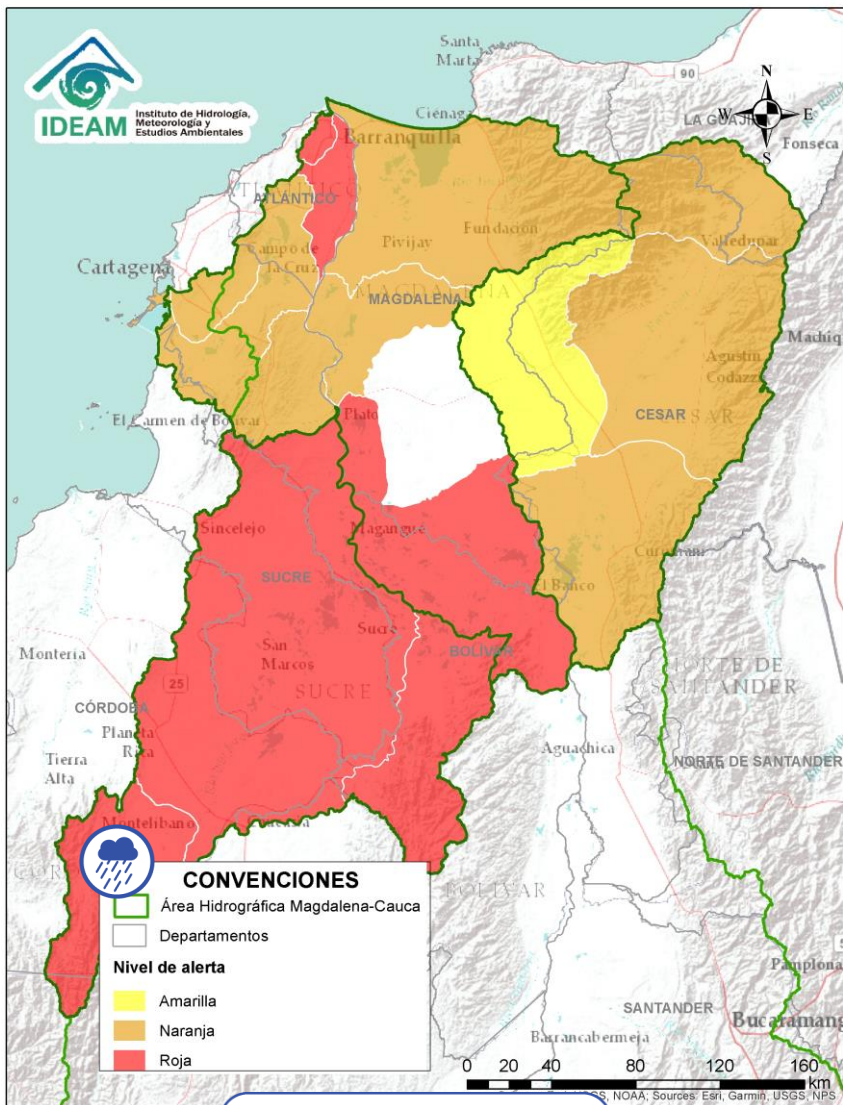 IDEAM
Instituto de Hidrología,
Meteorología y
Estudios Ambientales
Santa
Marta
90
N
W
E
S
LA GUAJIRA
Fonseca
Ciénaga
Barranquilla
ATLÁNTICO
Cartagena
Campo de
la Cruz
Pivijay
Fundación
Valledupar
MAGDALENA
Machiq
Agustín
Codazzi
CESAR
El Carmen de Bolívar
Plato
Sincelejo
Magangué
SUCRE
El Banco
Sucre
San
Marcos
BOLÍVAR
SUCRE
Montería
25
CÓRDOBA
Planeta
Rica
Tierra
Alta
NORTE DE
SANTANDER
Aguachica
NORTE DE SANTANDER
Montelíbano
BOLÍVAR
CONVENCIONES
Área Hidrográfica Magdalena-Cauca
Departamentos
Nivel de alerta
Amarilla
Naranja
Roja
Pamplona
SANTANDER
Bucaramang
Barrancabermeja
0 20 40 80 120 160
km
USGS, NOAA; Sources: Esri, Garmin, USGS, NPS